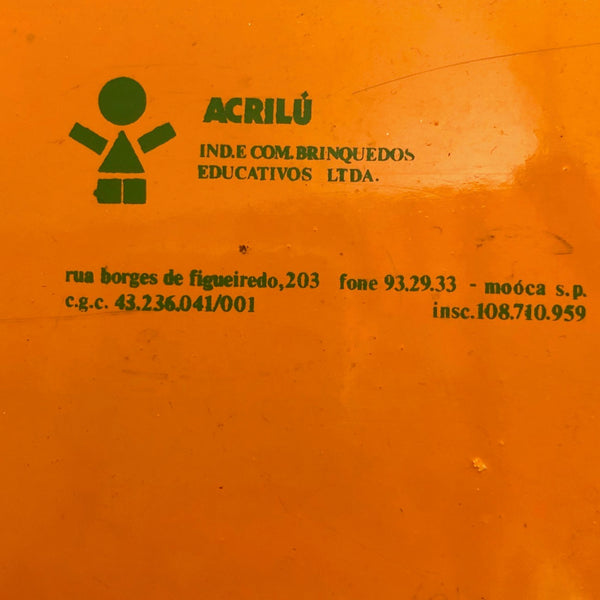 ACRILÚ
IND.E COM.BRINQUEDOS
EDUCATIVOS LTDA.
rua borges de figueiredo,203 fone 93.29.33 - moóca s.p.
c.g.c. 43.236.041/001 insc.108.710.959